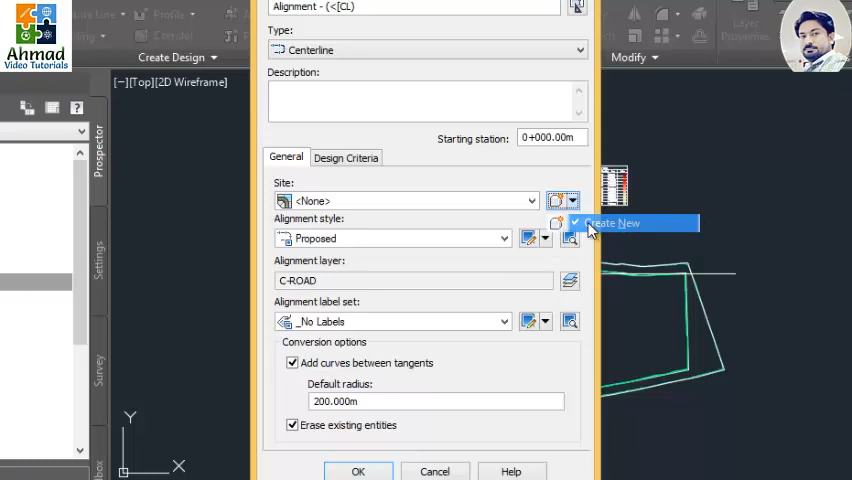 Ahmad
Video Tutorials
Profile
Create Design
Layer
Properties
Modify
[−][Top][2D Wireframe]
Alignment - (<[CL)
Type:
Centerline
Description:
Starting station:
0+000.00m
General
Design Criteria
Site:
<None>
Create New
Alignment style:
Proposed
Alignment layer:
C-ROAD
Alignment label set:
_No Labels
Conversion options
Add curves between tangents
Default radius:
200.000m
Erase existing entities
OK
Cancel
Help
Prospector
Settings
Survey
Y
X